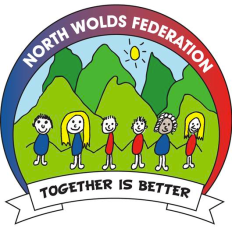 NORTH WOLDS FEDERATION
TOGETHER IS BETTER